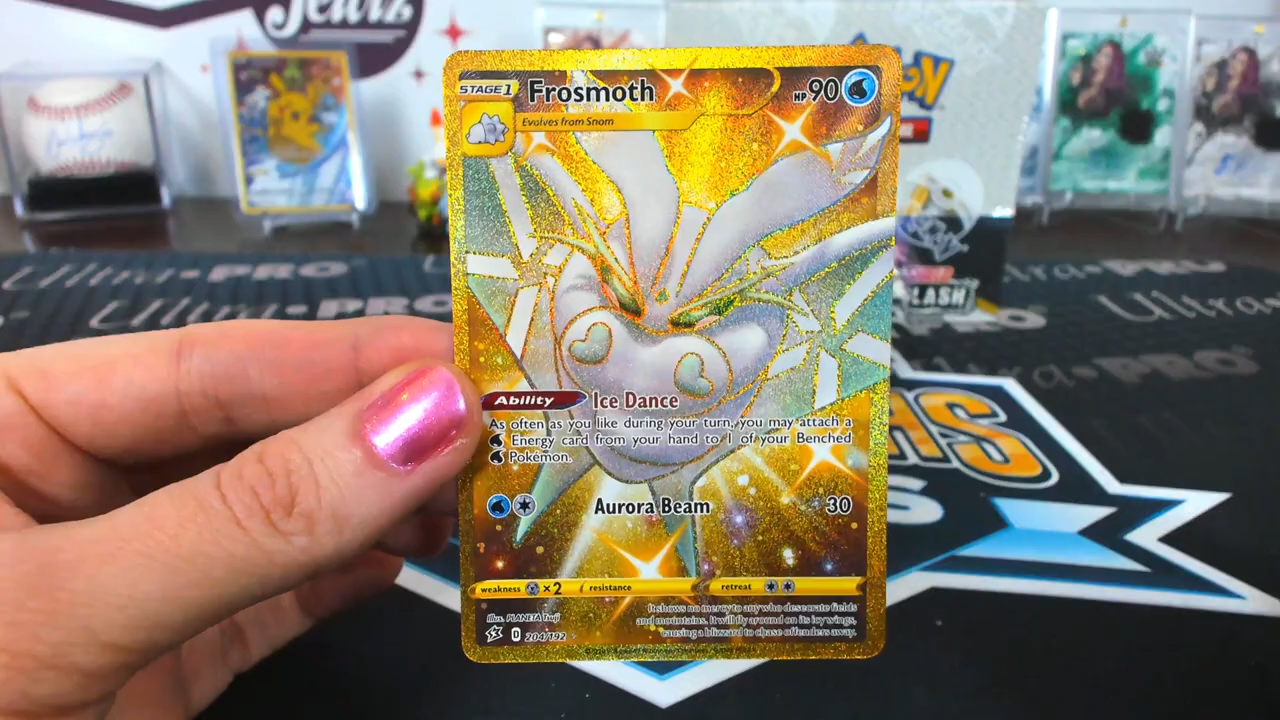 STAGE1 Frosmoth HP 90
Evolves from Snom
Ability Ice Dance
As often as you like during your turn, you may attach a
Energy card from your hand to 1 of your Benched
Pokémon.
Aurora Beam 30
weakness ×2 resistance retreat
Illus. PLANETA Tsuji
It shows no mercy to any who desecrate fields
and mountains. It will fly around on its icy wings,
causing a blizzard to chase offenders away.
204/192
Ultra•PRO
Ultra•PRO
Ultra•PRO